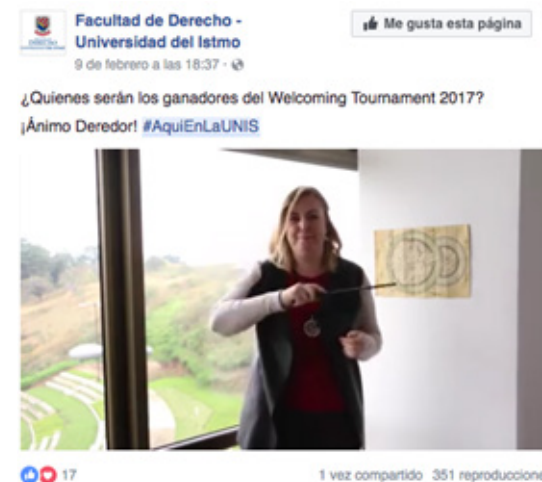 Facultad de Derecho -
Universidad del Istmo
Me gusta esta página
9 de febrero a las 18:37 ·
¿Quienes serán los ganadores del Welcoming Tournament 2017?
¡Ánimo Deredor! #AquiEnLaUNIS
17
1 vez compartido 351 reproduccione